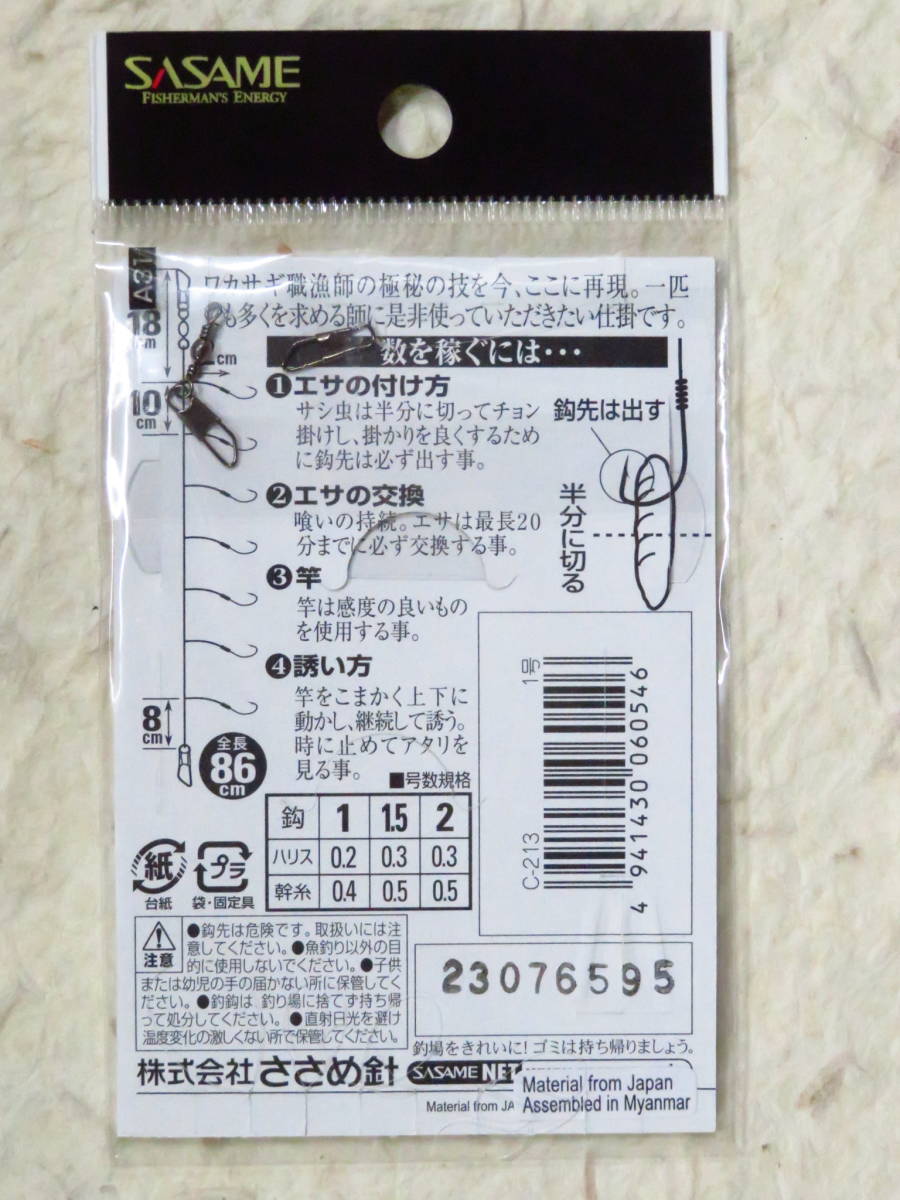 SASAME
FISHERMAN'S ENERGY
ワカサギ職漁師の極秘の技を今、ここに再現。一匹
も多くを求める師に是非使っていただきたい仕掛です。
数を稼ぐには・・・
❶エサの付け方
サシ虫は半分に切ってチョン
掛けし、掛かりを良くするため
に鈎先は必ず出す事。
❷エサの交換
喰いの持続。エサは最長20
分までに必ず交換する事。
❸竿
竿は感度の良いもの
を使用する事。
❹誘い方
竿をこまかく上下に
動かし、継続して誘う。
時に止めてアタリを
見る事。
鈎先は出す
半分に切る
18
cm
cm
10
cm
8
cm
全長
86
cm
■号数規格
鈎 1 1.5 2
ハリス 0.2 0.3 0.3
幹糸 0.4 0.5 0.5
紙
台紙
プラ
袋・固定具
1号
C-213
4 941430 060546
注意
●鈎先は危険です。取扱いには注
意してください。●魚釣り以外の目
的に使用しないでください。●子供
または幼児の手の届かない所に保管してく
ださい。●釣鈎は、釣り場に捨てず持ち帰
って処分してください。●直射日光を避け
温度変化の激しくない所で保管してください。
23076595
釣場をきれいに!ゴミは持ち帰りましょう。
株式会社 ささめ針
SASAME NET
Material from JA
Material from Japan
Assembled in Myanmar